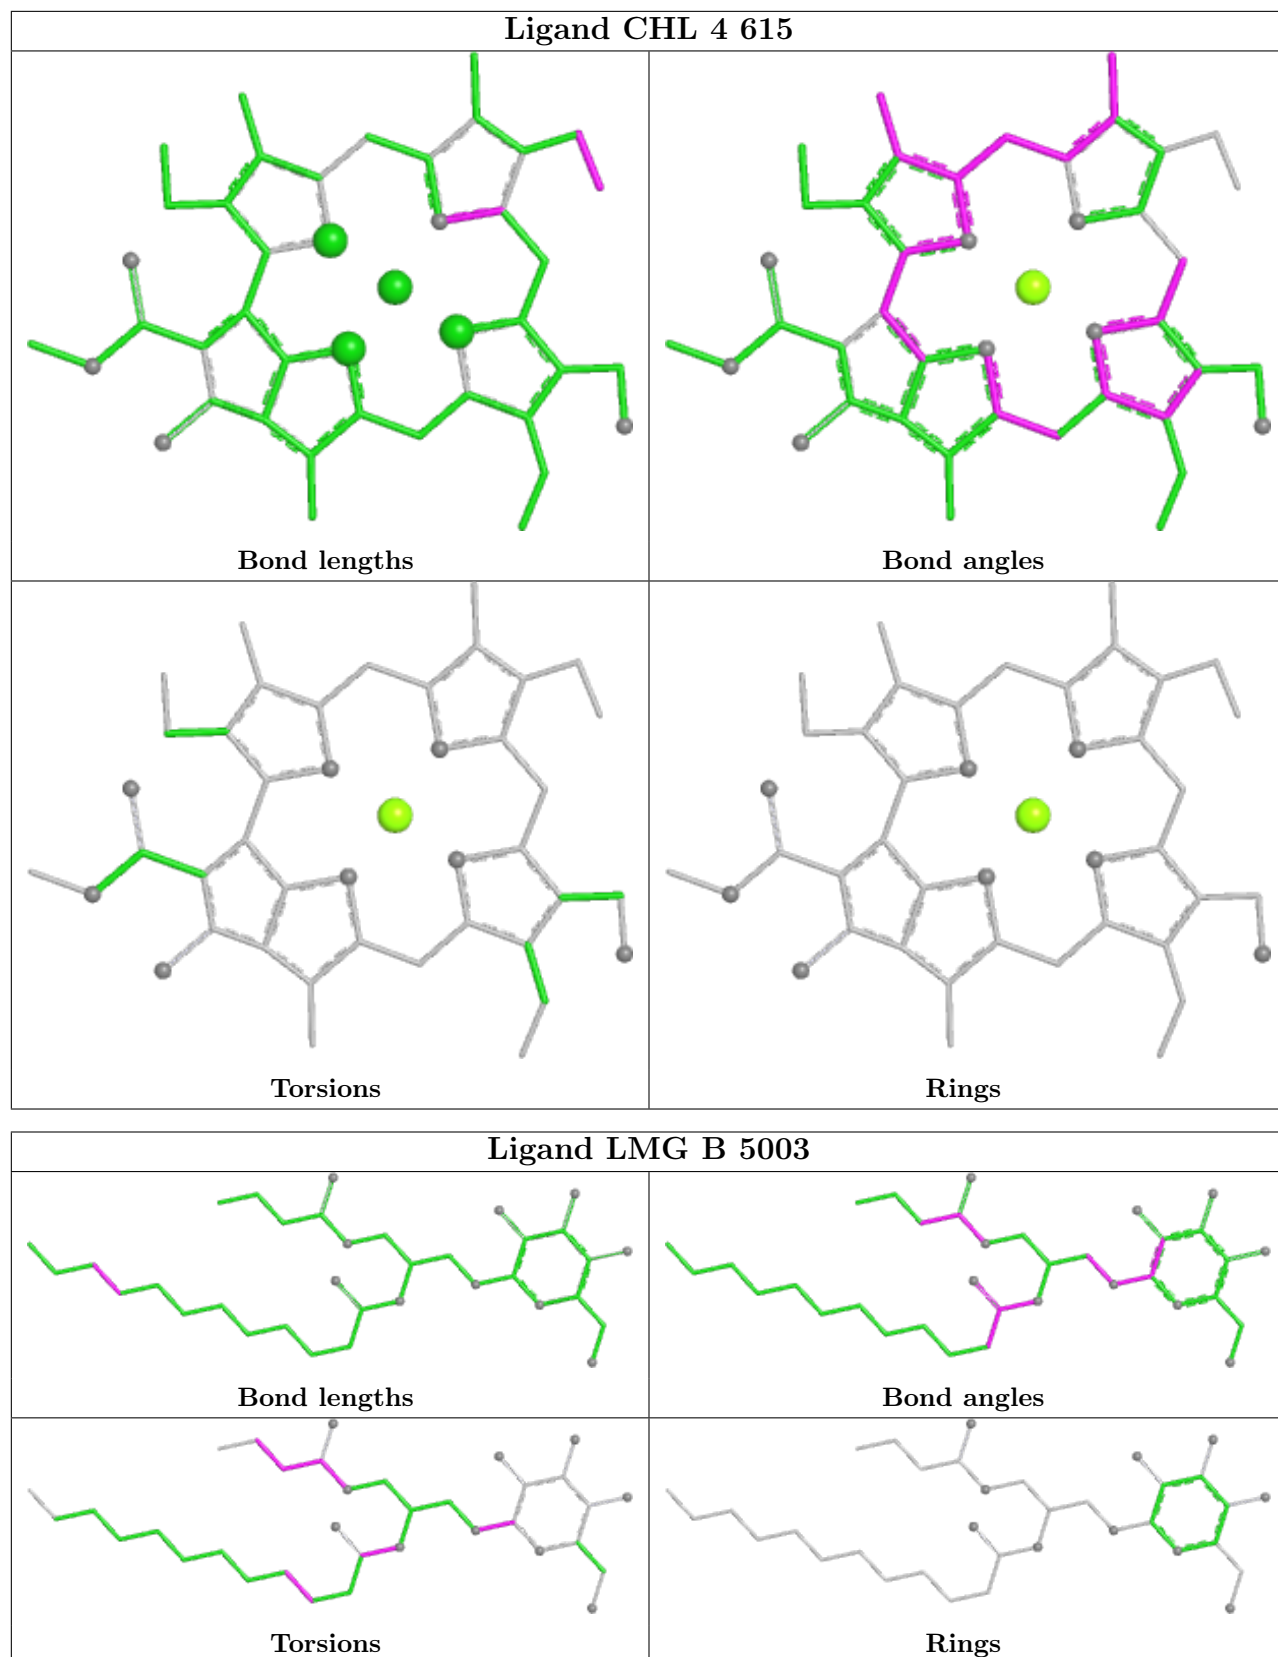 Ligand CHL 4 615
Bond lengths
Bond angles
Torsions
Rings
Ligand LMG B 5003
Bond lengths
Bond angles
Torsions
Rings